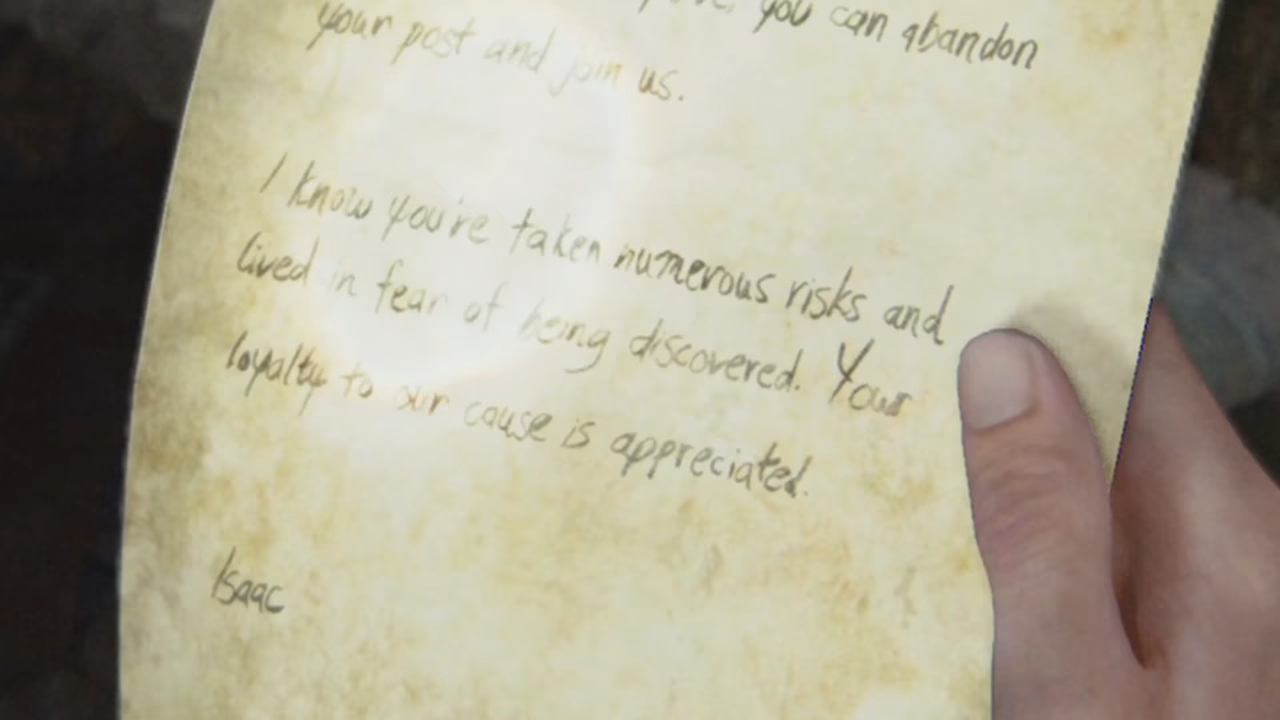 you can abandon
your post and join us.
I know you're taken numerous risks and
lived in fear of being discovered. Your
loyalty to our cause is appreciated.
Isaac